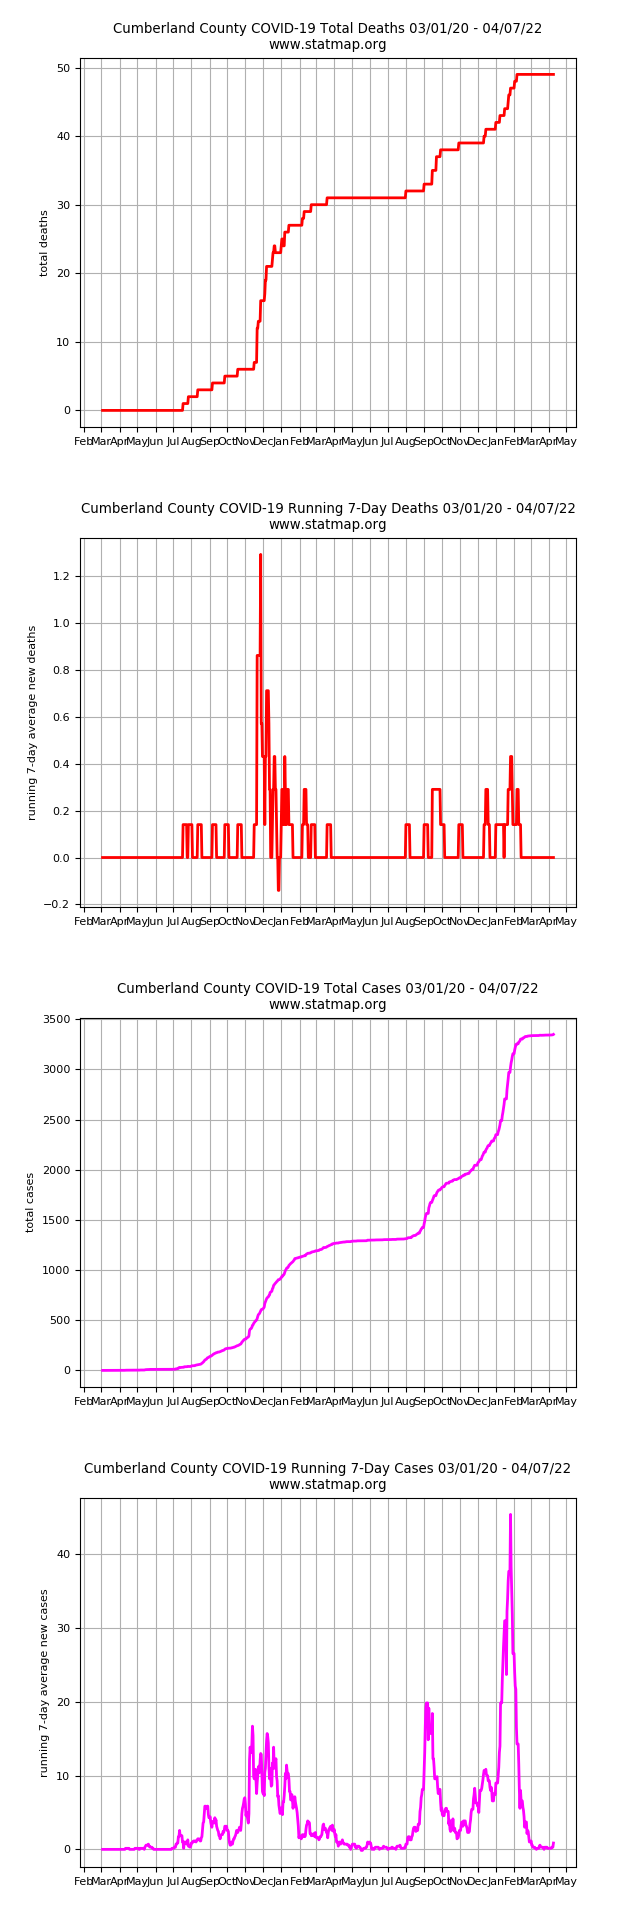 Cumberland County COVID-19 Total Deaths 03/01/20 - 04/07/22
www.statmap.org
50
40
30
20
10
0
total deaths
Feb Mar Apr May Jun Jul Aug Sep Oct Nov Dec Jan Feb Mar Apr May Jun Jul Aug Sep Oct Nov Dec Jan Feb Mar Apr May
Cumberland County COVID-19 Running 7-Day Deaths 03/01/20 - 04/07/22
www.statmap.org
1.2
1.0
0.8
0.6
0.4
0.2
0.0
−0.2
running 7-day average new deaths
Feb Mar Apr May Jun Jul Aug Sep Oct Nov Dec Jan Feb Mar Apr May Jun Jul Aug Sep Oct Nov Dec Jan Feb Mar Apr May
Cumberland County COVID-19 Total Cases 03/01/20 - 04/07/22
www.statmap.org
3500
3000
2500
2000
1500
1000
500
0
total cases
Feb Mar Apr May Jun Jul Aug Sep Oct Nov Dec Jan Feb Mar Apr May Jun Jul Aug Sep Oct Nov Dec Jan Feb Mar Apr May
Cumberland County COVID-19 Running 7-Day Cases 03/01/20 - 04/07/22
www.statmap.org
40
30
20
10
0
running 7-day average new cases
Feb Mar Apr May Jun Jul Aug Sep Oct Nov Dec Jan Feb Mar Apr May Jun Jul Aug Sep Oct Nov Dec Jan Feb Mar Apr May